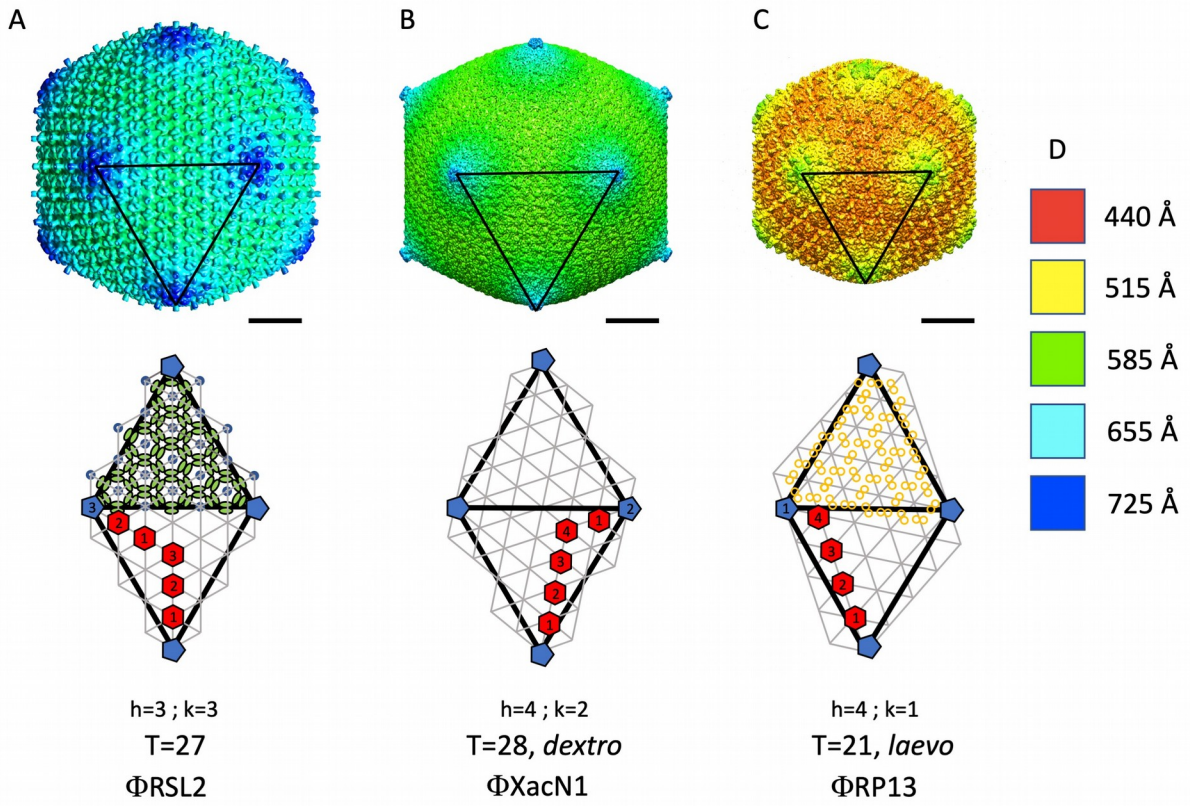 A
B
C
D
440 Å
515 Å
585 Å
655 Å
725 Å
3
2
1
3
2
1
1
2
4
3
2
1
1
4
3
2
1
h=3 ; k=3
T=27
ΦRSL2
h=4 ; k=2
T=28, dextro
ΦXacN1
h=4 ; k=1
T=21, laevo
ΦRP13